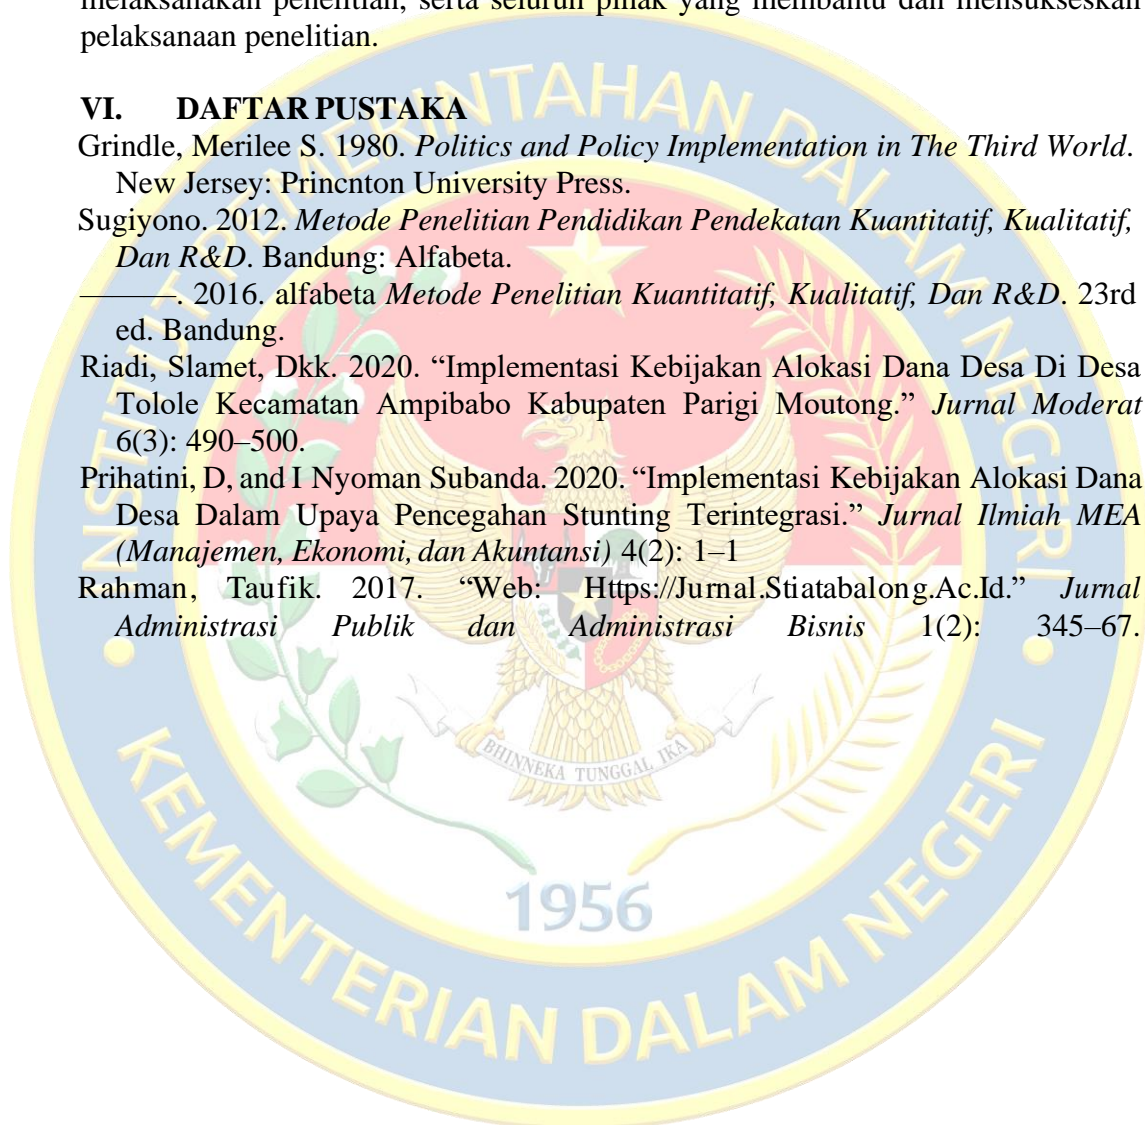 melaksanakan penelitian, serta seluruh pihak yang membantu dan mensukseskan
pelaksanaan penelitian.
VI. DAFTAR PUSTAKA
Grindle, Merilee S. 1980. Politics and Policy Implementation in The Third World.
New Jersey: Princnton University Press.
Sugiyono. 2012. Metode Penelitian Pendidikan Pendekatan Kuantitatif, Kualitatif,
Dan R&D. Bandung: Alfabeta.
———. 2016. alfabeta Metode Penelitian Kuantitatif, Kualitatif, Dan R&D. 23rd
ed. Bandung.
Riadi, Slamet, Dkk. 2020. “Implementasi Kebijakan Alokasi Dana Desa Di Desa
Tolole Kecamatan Ampibabo Kabupaten Parigi Moutong.” Jurnal Moderat
6(3): 490–500.
Prihatini, D, and I Nyoman Subanda. 2020. “Implementasi Kebijakan Alokasi Dana
Desa Dalam Upaya Pencegahan Stunting Terintegrasi.” Jurnal Ilmiah MEA
(Manajemen, Ekonomi, dan Akuntansi) 4(2): 1–1
Rahman, Taufik. 2017. “Web: Https://Jurnal.Stiatabalong.Ac.Id.” Jurnal
Administrasi Publik dan Administrasi Bisnis 1(2): 345–67.
INSTITUT PEMERINTAHAN DALAM NEGERI
BHINNEKA TUNGGAL IKA
1956
KEMENTERIAN DALAM NEGERI